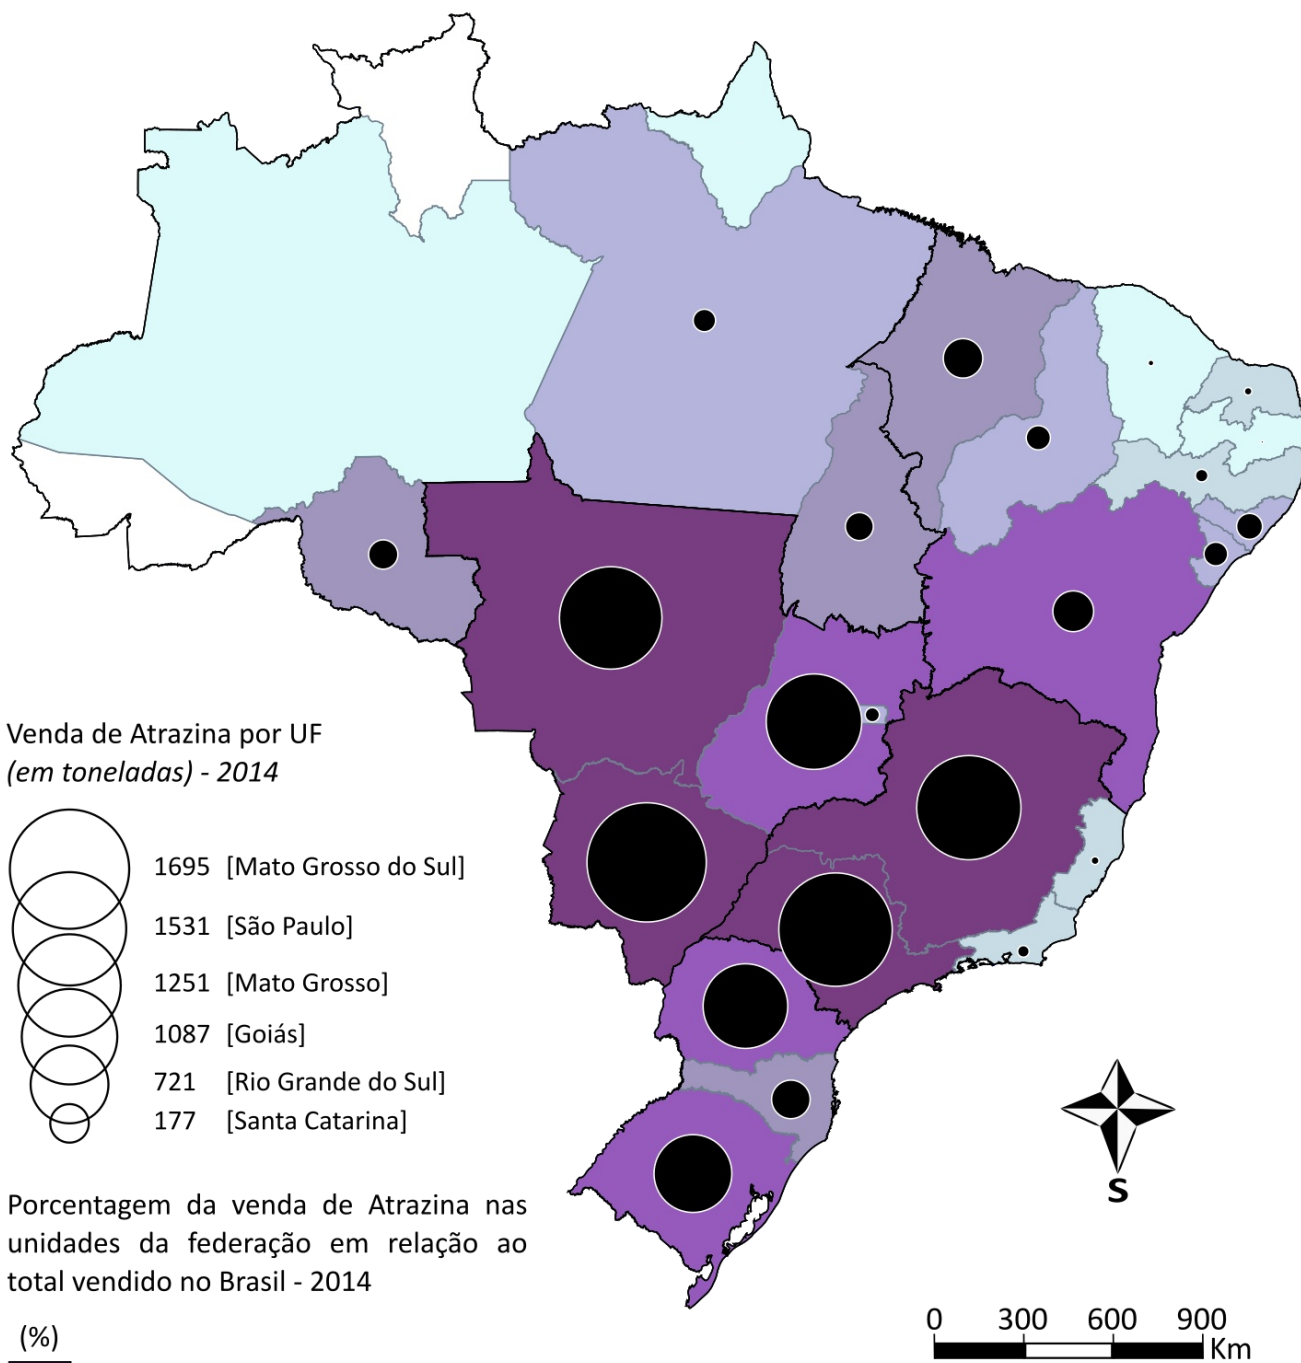 Venda de Atrazina por UF
(em toneladas) - 2014
1695 [Mato Grosso do Sul]
1531 [São Paulo]
1251 [Mato Grosso]
1087 [Goiás]
721 [Rio Grande do Sul]
177 [Santa Catarina]
Porcentagem da venda de Atrazina nas
unidades da federação em relação ao
total vendido no Brasil - 2014
(%)
S
0 300 600 900
Km